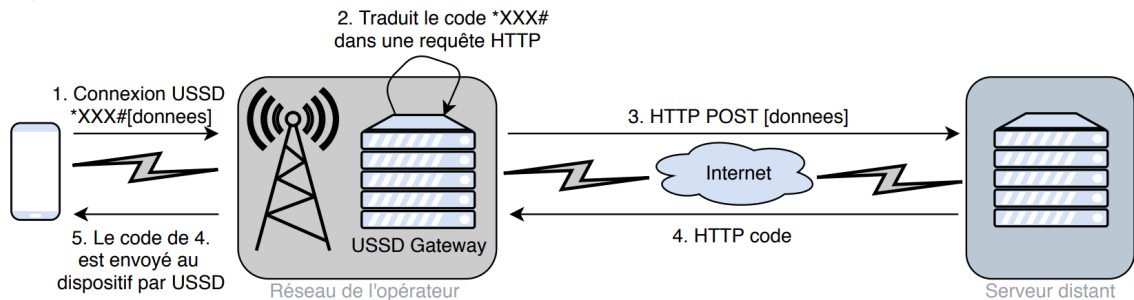 2. Traduit le code *XXX#
dans une requête HTTP
1. Connexion USSD
*XXX#[donnees]
3. HTTP POST [donnees]
Internet
USSD Gateway
4. HTTP code
5. Le code de 4.
est envoyé au
dispositif par USSD
Réseau de l'opérateur
Serveur distant